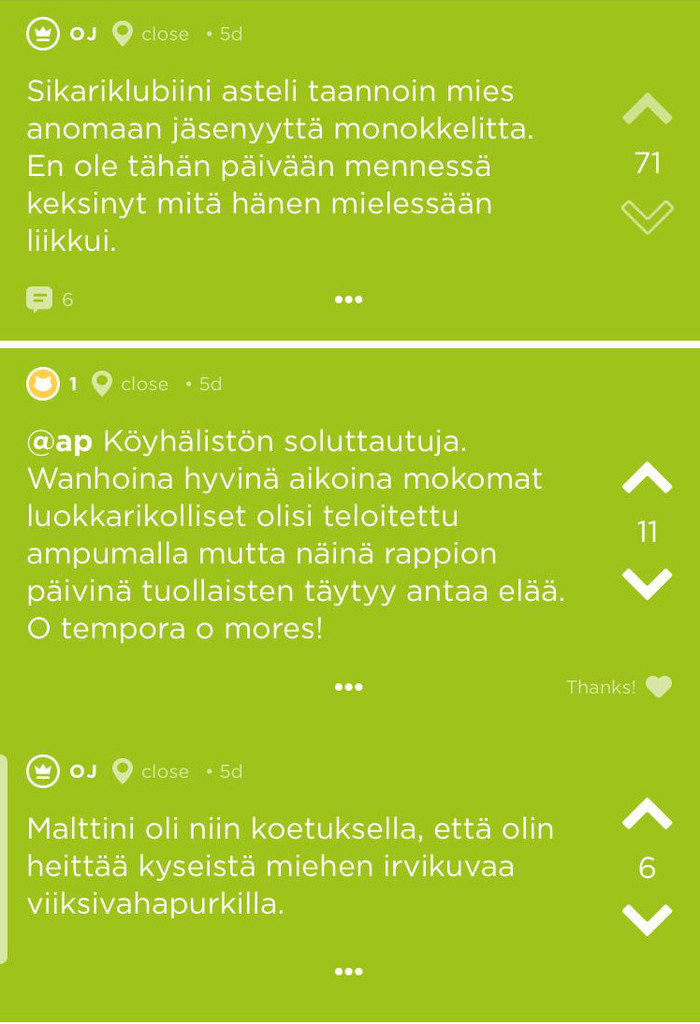 OJ close • 5d
Sikariklubiini asteli taannoin mies
anomaan jäsenyyttä monokkelitta.
En ole tähän päivään mennessä
keksinyt mitä hänen mielessään
liikkui.
71
6
1 close • 5d
@ap Köyhälistön soluttautuja.
Wanhoina hyvinä aikoina mokomat
luokkarikolliset olisi teloitettu
ampumalla mutta näinä rappion
päivinä tuollaisten täytyy antaa elää.
O tempora o mores!
11
Thanks!
OJ close • 5d
Malttini oli niin koetuksella, että olin
heittää kyseistä miehen irvikuvaa
viiksivahapurkilla.
6